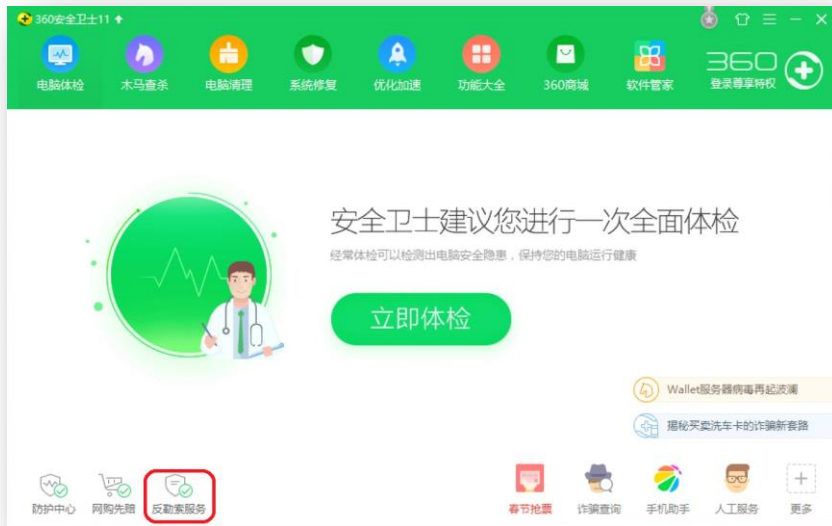 360安全卫士11
电脑体检 木马查杀 电脑清理 系统修复 优化加速 功能大全 360商城 软件管家 360 登录尊享特权
安全卫士建议您进行一次全面体检
经常体检可以检测出电脑安全隐患，保持您的电脑运行健康
立即体检
Wallet服务器病毒再起波澜
揭秘买卖洗车卡的诈骗新套路
防护中心 网购先赔 反勒索服务 春节抢票 诈骗查询 手机助手 人工服务 更多